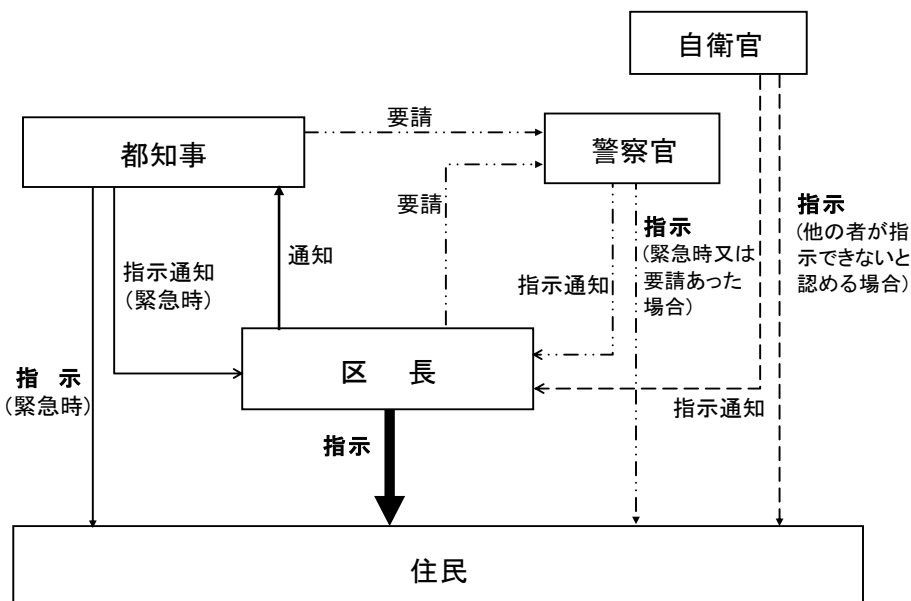 自衛官
要請
都知事
警察官
要請
指示
(緊急時又は
要請あった
場合)
指示
(他の者が指
示できないと
認める場合)
通知
指示通知
(緊急時)
指示通知
区　長
指　示
(緊急時)
指示通知
指示
住民